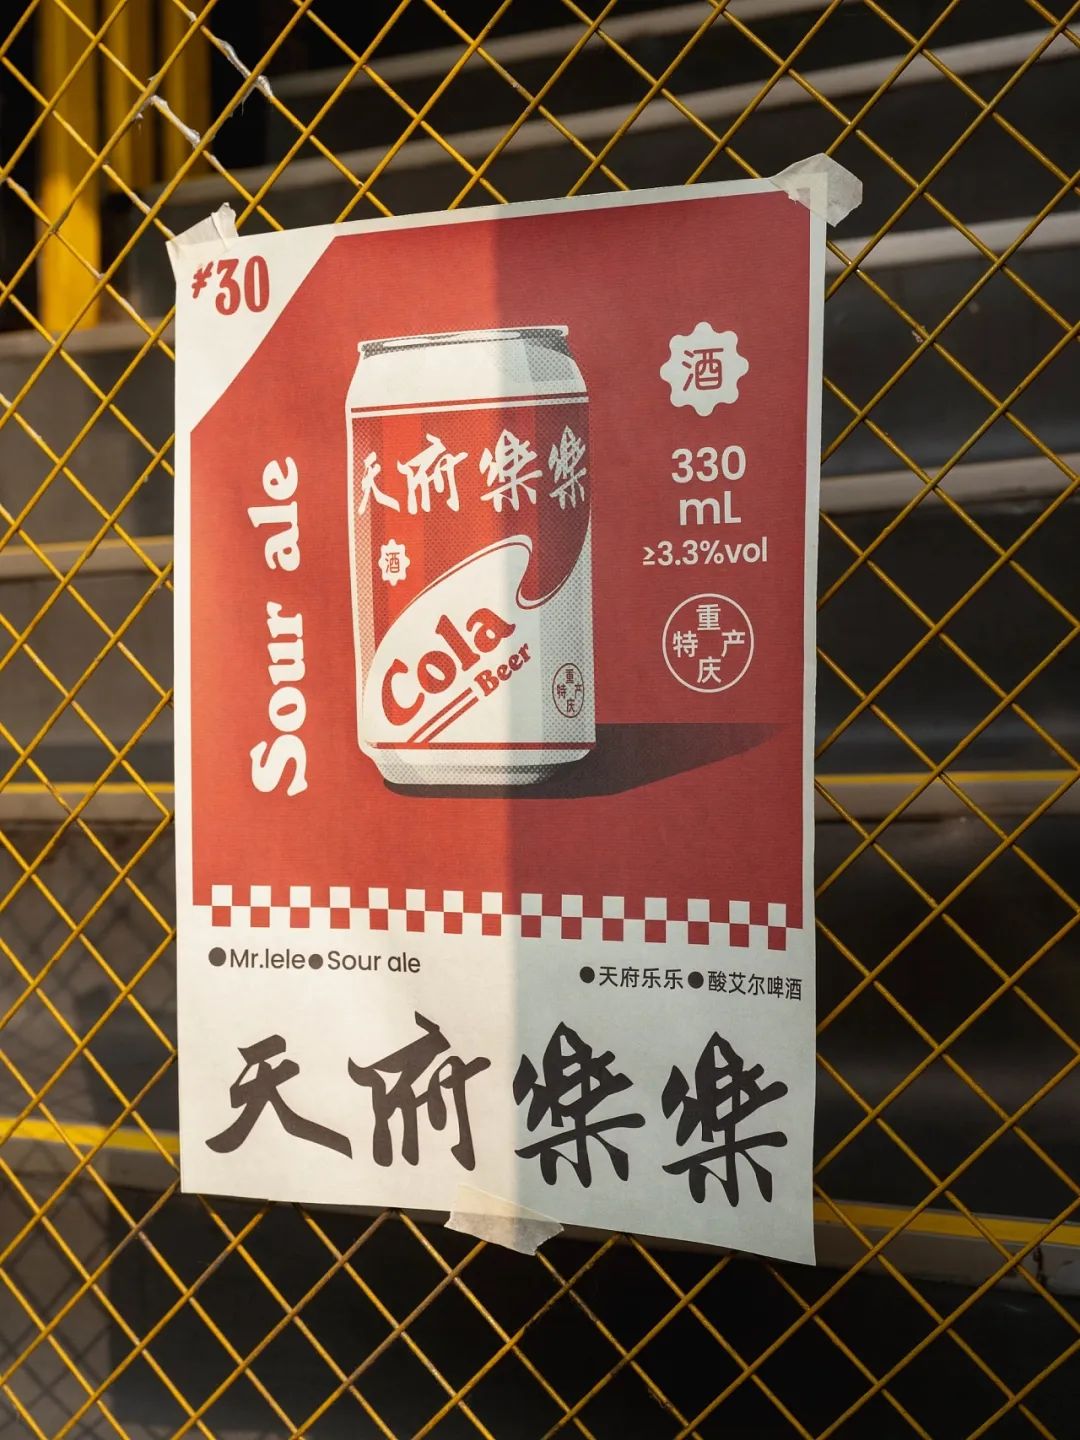 #30
Sour ale
天府樂樂
酒
Cola
Beer
重庆特产
酒
330
mL
≥3.3%vol
重庆特产
●Mr.lele●Sour ale
●天府乐乐●酸艾尔啤酒
天府樂樂